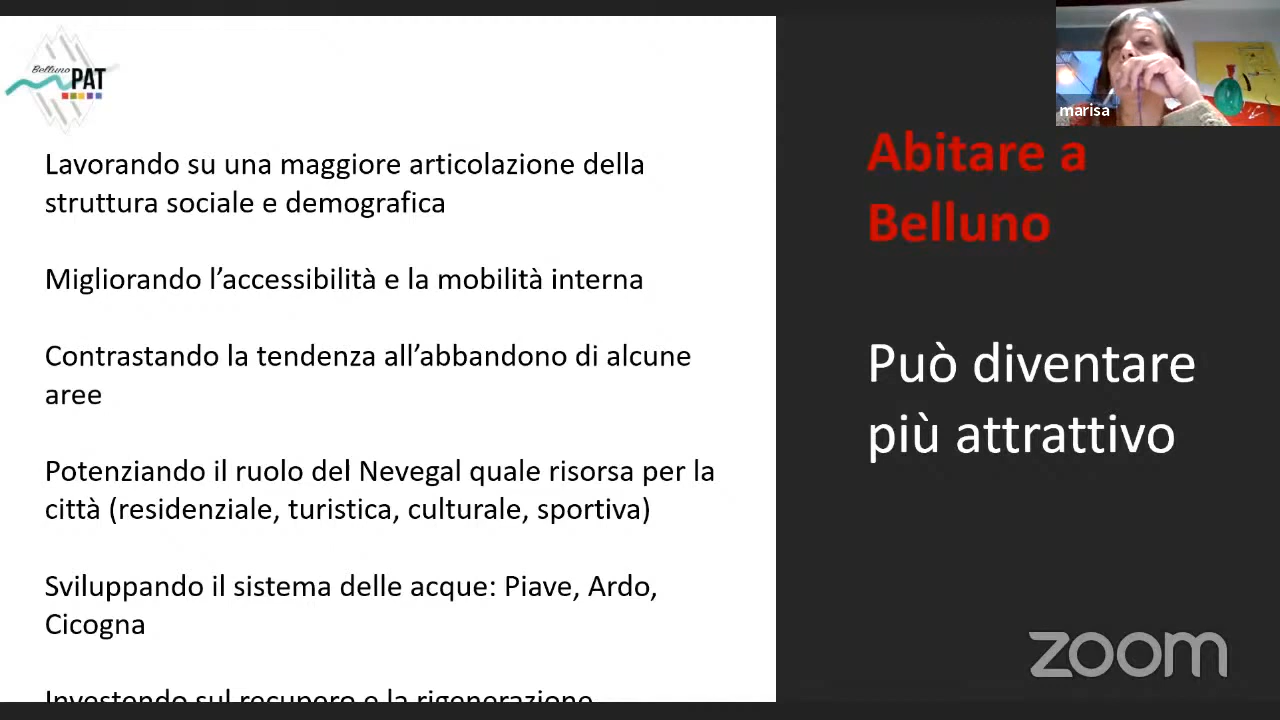 Belluno
PAT
Lavorando su una maggiore articolazione della
struttura sociale e demografica
Migliorando l’accessibilità e la mobilità interna
Contrastando la tendenza all’abbandono di alcune
aree
Potenziando il ruolo del Nevegal quale risorsa per la
città (residenziale, turistica, culturale, sportiva)
Sviluppando il sistema delle acque: Piave, Ardo,
Cicogna
Investendo sul recupero e la rigenerazione
marisa
Abitare a
Belluno
Può diventare
più attrattivo
zoom